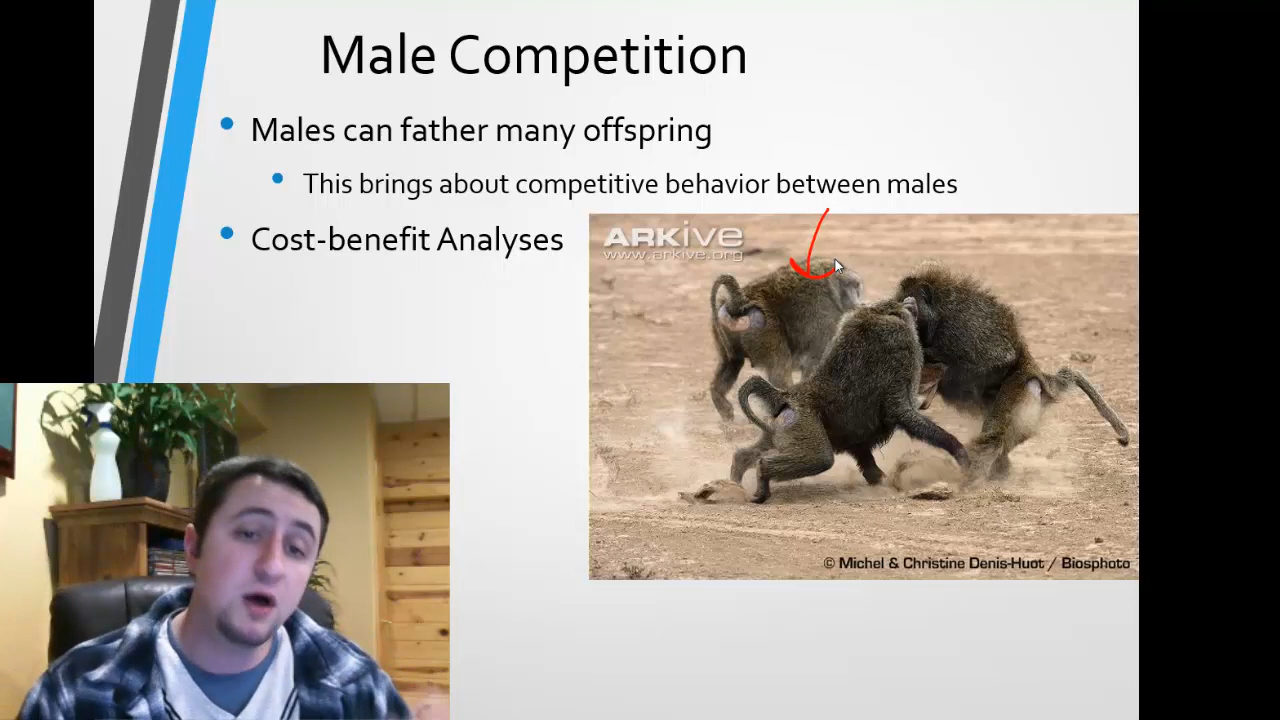 Male Competition
Males can father many offspring
This brings about competitive behavior between males
Cost-benefit Analyses
ARKive
www.arkive.org
© Michel & Christine Denis-Huot / Biosphoto